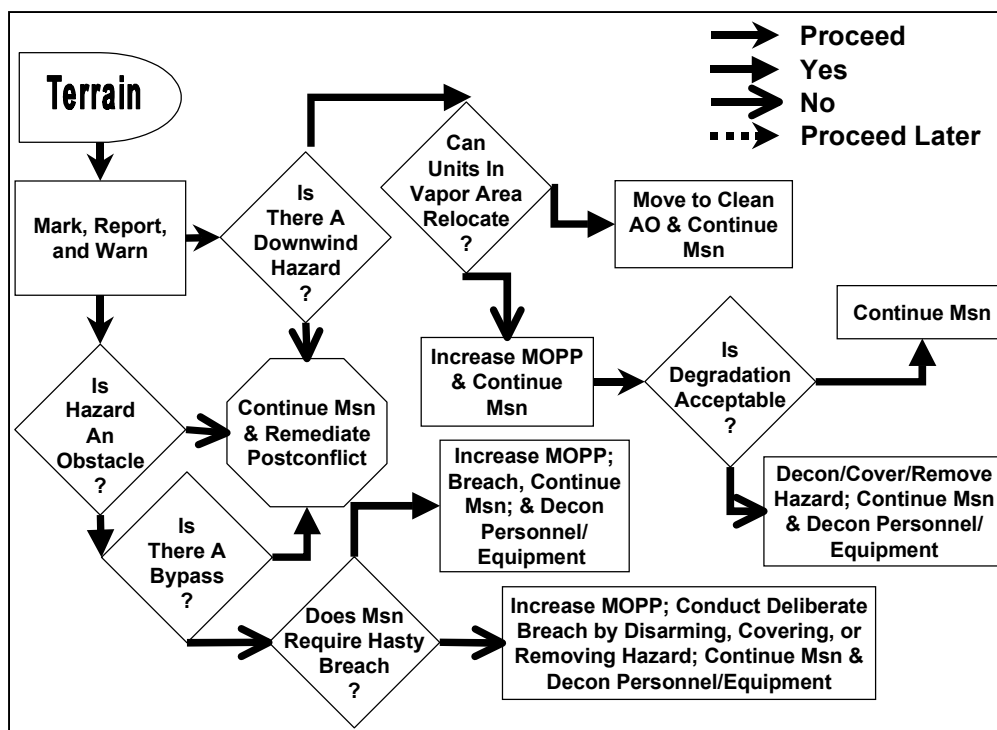 Terrain
Proceed
Yes
No
Proceed Later
Mark, Report,
and Warn
Is
There A
Downwind
Hazard
?
Can
Units In
Vapor Area
Relocate
?
Move to Clean
AO & Continue
Msn
Increase MOPP
& Continue
Msn
Is
Degradation
Acceptable
?
Continue Msn
Decon/Cover/Remove
Hazard; Continue Msn
& Decon Personnel/
Equipment
Is
Hazard
An
Obstacle
?
Continue Msn
& Remediate
Postconflict
Is
There A
Bypass
?
Increase MOPP;
Breach, Continue
Msn; & Decon
Personnel/
Equipment
Does Msn
Require Hasty
Breach
?
Increase MOPP; Conduct Deliberate
Breach by Disarming, Covering, or
Removing Hazard; Continue Msn &
Decon Personnel/Equipment